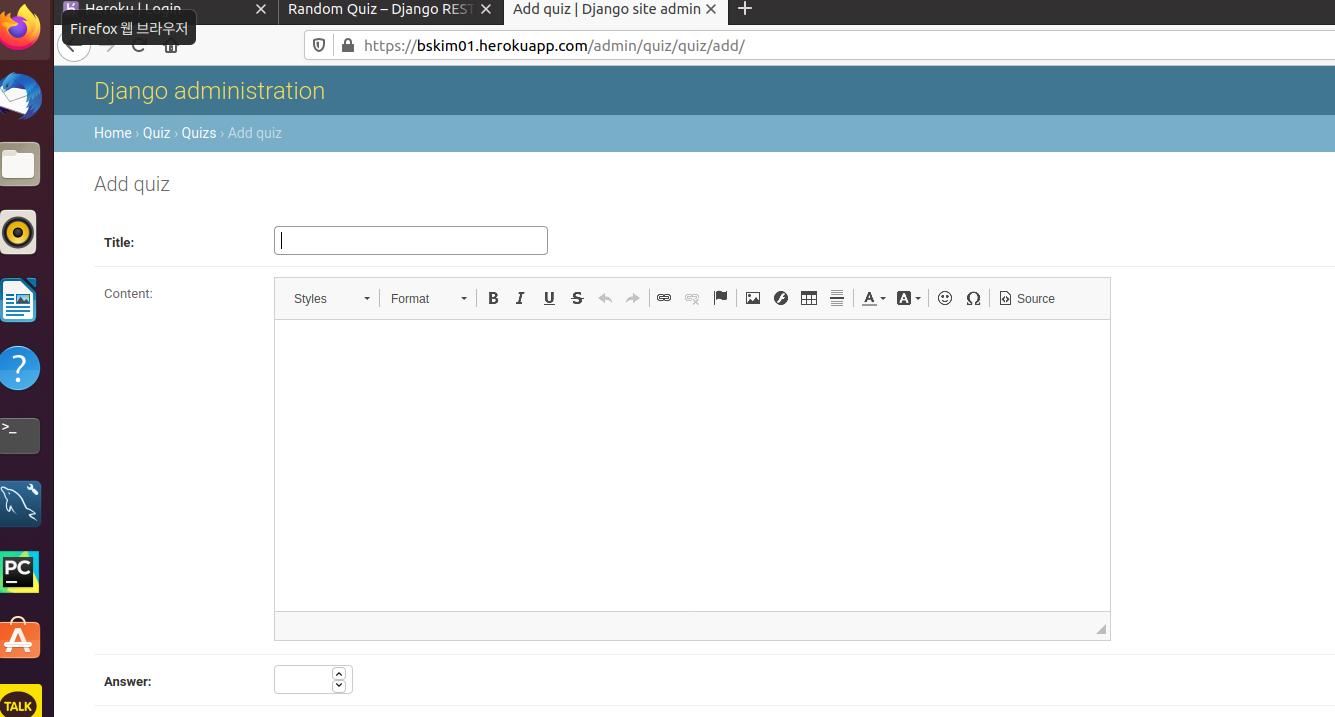 Heroku | Login
Random Quiz – Django REST
Add quiz | Django site admin
Firefox 웹 브라우저
https://bskim01.herokuapp.com/admin/quiz/quiz/add/
Django administration
Home › Quiz › Quizs › Add quiz
Add quiz
Title:
Content:
Styles
Format
B I U S
A
A
Ω
Source
>_
?
PC
Answer:
TALK